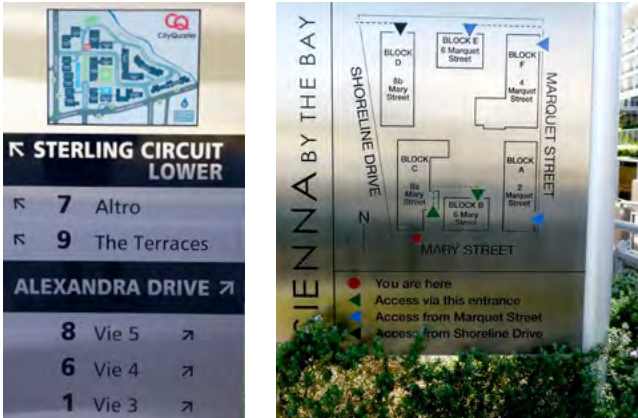 CQ
CityQuarter
STERLING CIRCUIT
LOWER
7 Altro
9 The Terraces
ALEXANDRA DRIVE
8 Vie 5
6 Vie 4
1 Vie 3
SIENNA BY THE BAY
BLOCK
D
8b
Mary
Street
BLOCK E
6 Marquet
Street
BLOCK
F
4
Marquet
Street
SHORELINE DRIVE
MARQUET STREET
BLOCK
C
8a
Mary
Street
BLOCK B
6 Mary
Street
BLOCK
A
2
Marquet
Street
N
MARY STREET
You are here
Access via this entrance
Access from Marquet Street
Access from Shoreline Drive